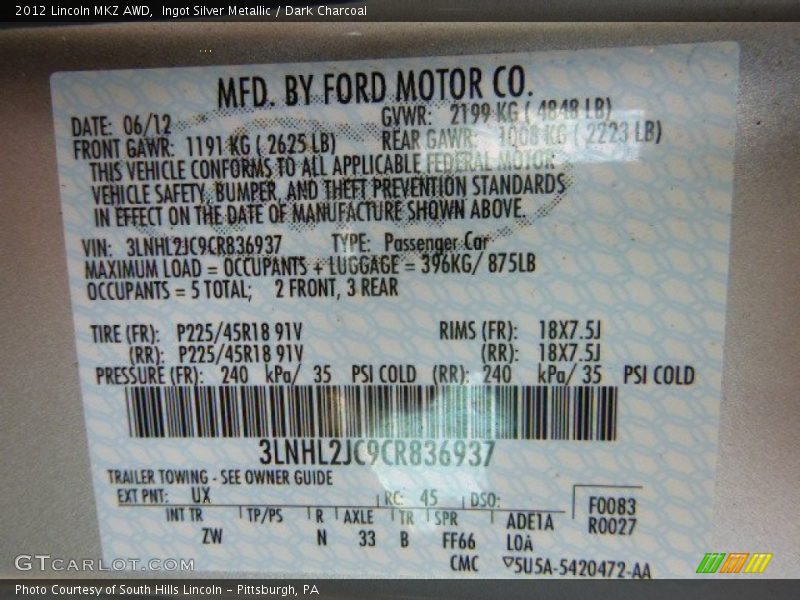 2012 Lincoln MKZ AWD,  Ingot Silver Metallic / Dark Charcoal
MFD. BY FORD MOTOR CO.
DATE: 06/12 GVWR: 2199 KG ( 4848 LB)
FRONT GAWR: 1191 KG ( 2625 LB) REAR GAWR: 1008 KG ( 2223 LB)
THIS VEHICLE CONFORMS TO ALL APPLICABLE FEDERAL MOTOR
VEHICLE SAFETY, BUMPER, AND THEFT PREVENTION STANDARDS
IN EFFECT ON THE DATE OF MANUFACTURE SHOWN ABOVE.
VIN: 3LNHL2JC9CR836937 TYPE: Passenger Car
MAXIMUM LOAD = OCCUPANTS + LUGGAGE = 396KG/ 875LB
OCCUPANTS = 5 TOTAL; 2 FRONT, 3 REAR
TIRE (FR): P225/45R18 91V RIMS (FR): 18X7.5J
(RR): P225/45R18 91V (RR): 18X7.5J
PRESSURE (FR): 240 kPa/ 35 PSI COLD (RR): 240 kPa/ 35 PSI COLD
3LNHL2JC9CR836937
TRAILER TOWING - SEE OWNER GUIDE
EXT PNT: UX RC: 45 DSO: F0083
INT TR TP/PS R AXLE TR SPR ADE1A R0027
ZW N 33 B FF66 LOA
CMC ▽5U5A-5420472-AA
GTCARLOT.COM
Photo Courtesy of South Hills Lincoln – Pittsburgh, PA